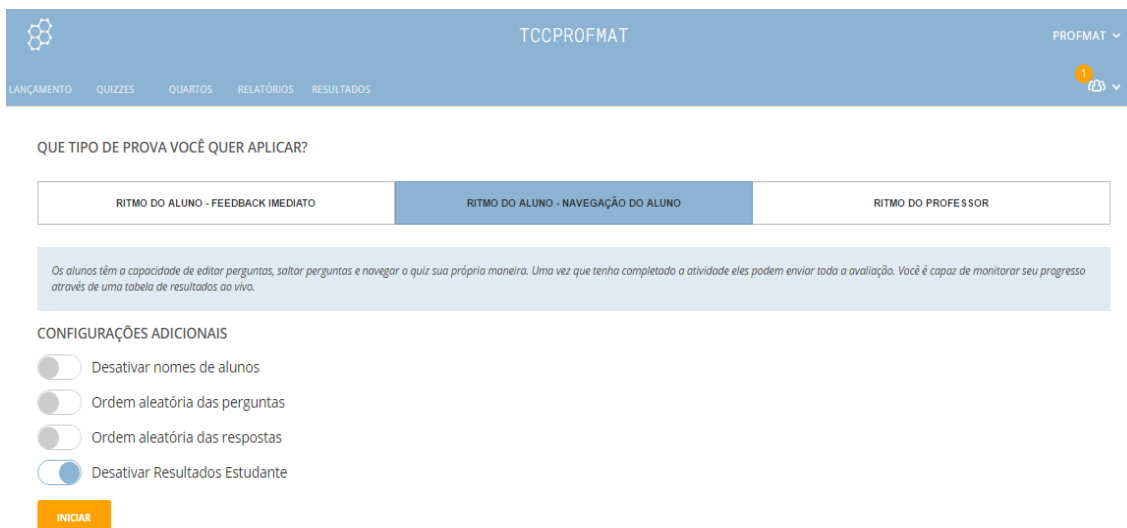 TCCPROFMAT
PROFMAT
1
LANÇAMENTO QUIZZES QUARTOS RELATÓRIOS RESULTADOS
QUE TIPO DE PROVA VOCÊ QUER APLICAR?
RITMO DO ALUNO - FEEDBACK IMEDIATO RITMO DO ALUNO - NAVEGAÇÃO DO ALUNO RITMO DO PROFESSOR
Os alunos têm a capacidade de editar perguntas, saltar perguntas e navegar o quiz sua própria maneira. Uma vez que tenha completado a atividade eles podem enviar toda a avaliação. Você é capaz de monitorar seu progresso
através de uma tabela de resultados ao vivo.
CONFIGURAÇÕES ADICIONAIS
Desativar nomes de alunos
Ordem aleatória das perguntas
Ordem aleatória das respostas
Desativar Resultados Estudante
INICIAR